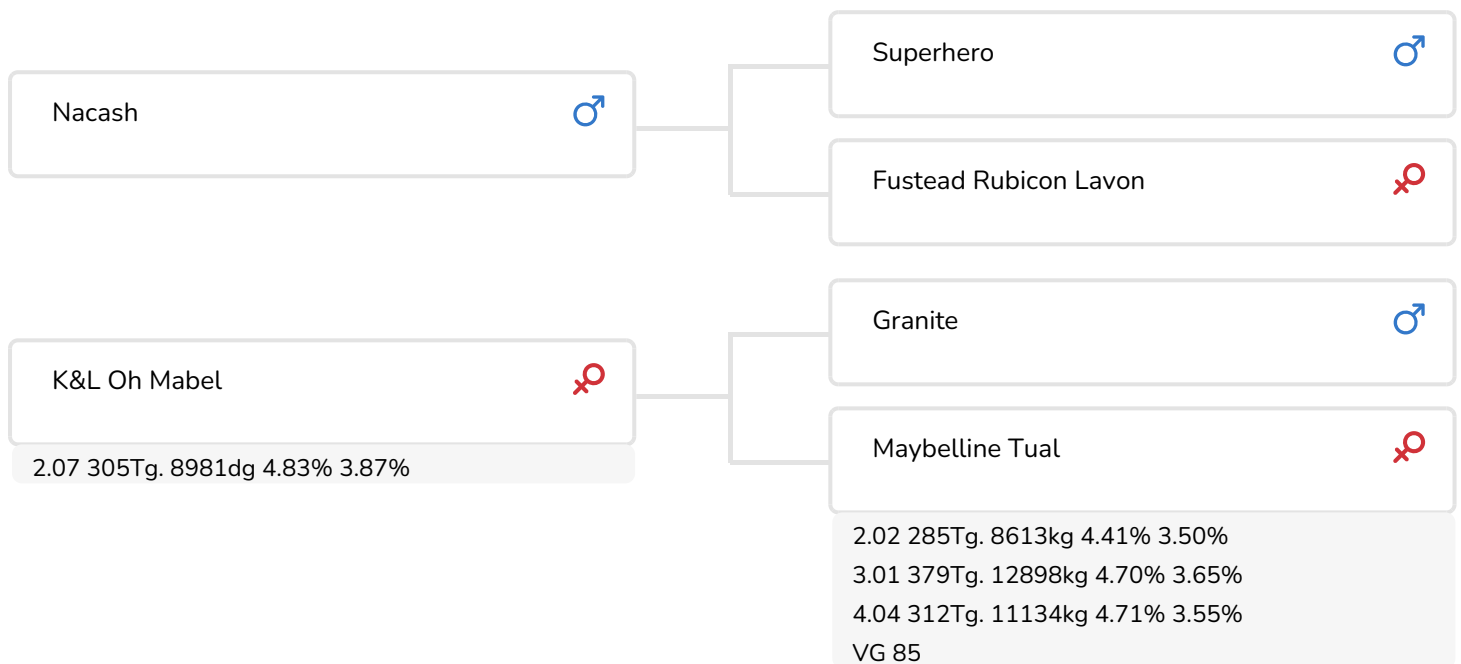 Nacash
Superhero
Fustead Rubicon Lavon
K&L Oh Mabel
2.07 305Tg. 8981dg 4.83% 3.87%
Granite
Maybelline Tual
2.02 285Tg. 8613kg 4.41% 3.50%
3.01 379Tg. 12898kg 4.70% 3.65%
4.04 312Tg. 11134kg 4.71% 3.55%
VG 85